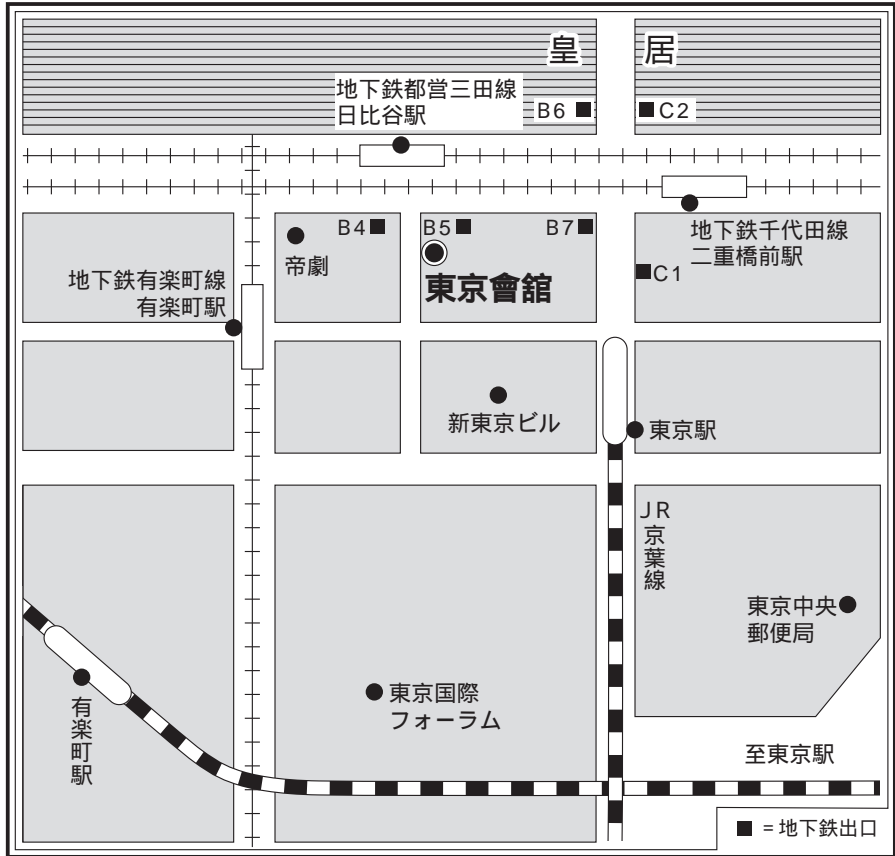 皇居
地下鉄都営三田線
日比谷駅
B6
C2
B4
B5
B7
地下鉄千代田線
二重橋前駅
C1
帝劇
東京會舘
地下鉄有楽町線
有楽町駅
新東京ビル
東京駅
JR京葉線
東京中央
郵便局
東京国際
フォーラム
有楽町駅
至東京駅
■ =地下鉄出口